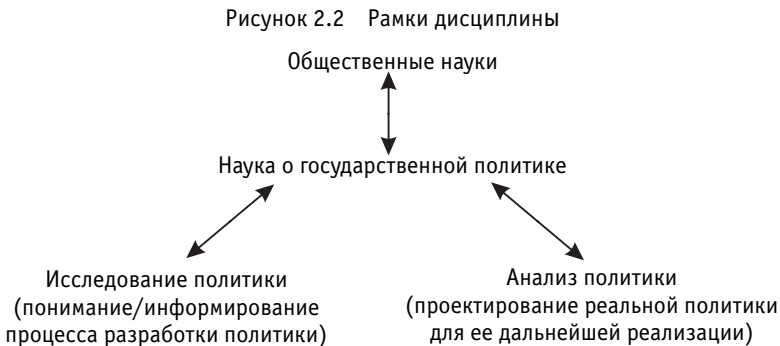 Рисунок 2.2 Рамки дисциплины
Общественные науки
Наука о государственной политике
Исследование политики
(понимание/информирование
процесса разработки политики)
Анализ политики
(проектирование реальной политики
для ее дальнейшей реализации)